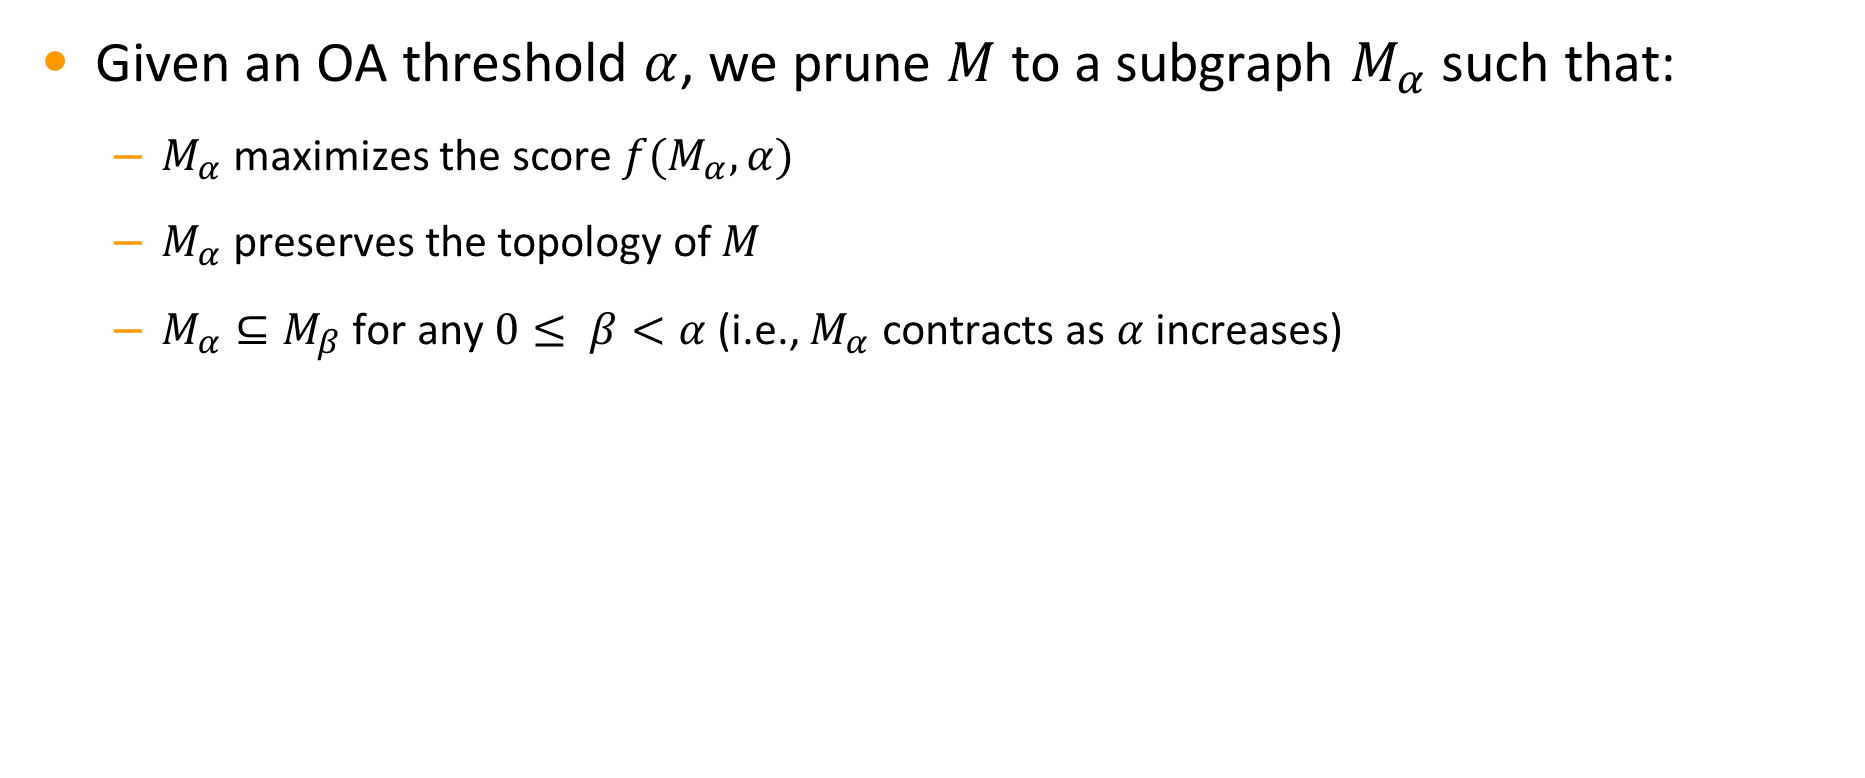 • Given an OA threshold α, we prune M to a subgraph M_α such that:
– M_α maximizes the score f(M_α, α)
– M_α preserves the topology of M
– M_α ⊆ M_β for any 0 ≤ β < α (i.e., M_α contracts as α increases)